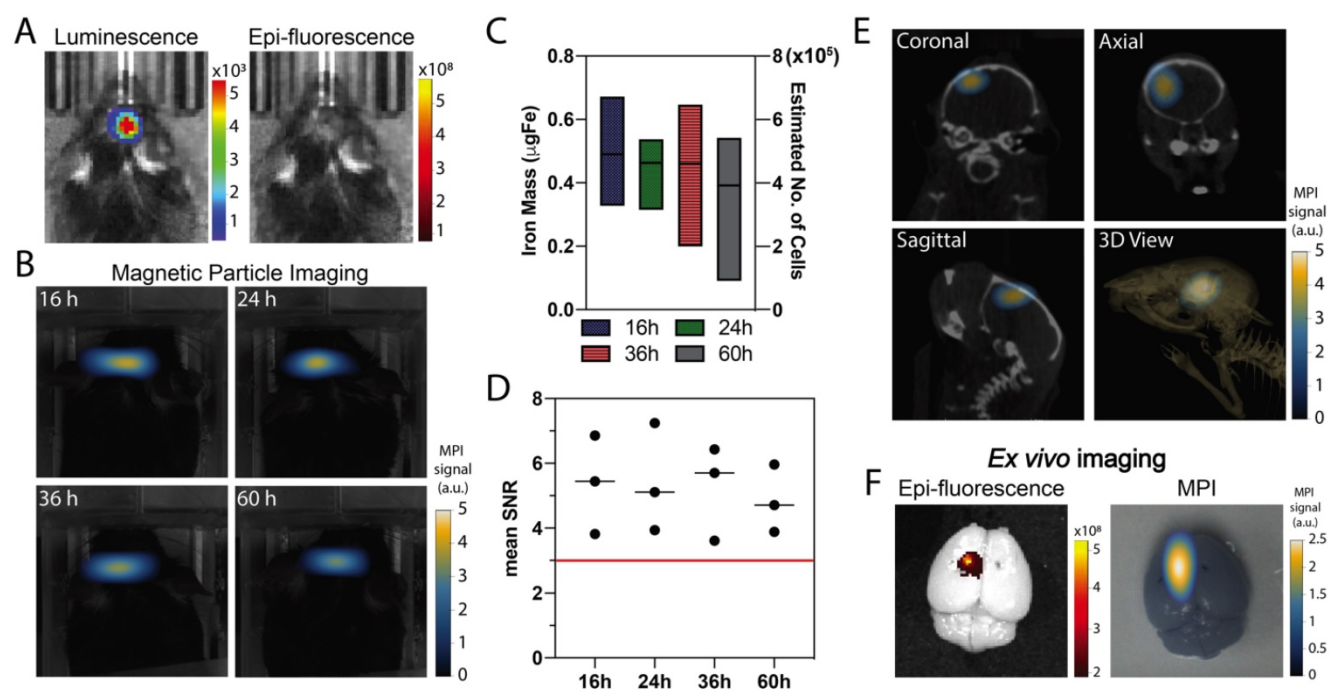 A
Luminescence
Epi-fluorescence
x10³
5
4
3
2
1
x10⁸
5
4
3
2
1
B
Magnetic Particle Imaging
16 h
24 h
36 h
60 h
MPI
signal
(a.u.)
5
4
3
2
1
0
C
Iron Mass (µgFe)
0.8
0.6
0.4
0.2
0.0
8 (x10⁵)
6
4
2
0
Estimated No. of Cells
16h
24h
36h
60h
D
mean SNR
8
6
4
2
0
16h 24h 36h 60h
E
Coronal
Axial
Sagittal
3D View
MPI
signal
(a.u.)
5
4
3
2
1
0
Ex vivo imaging
F
Epi-fluorescence
MPI
x10⁸
5
4
3
2
MPI
signal
(a.u.)
2.5
2
1.5
1
0.5
0